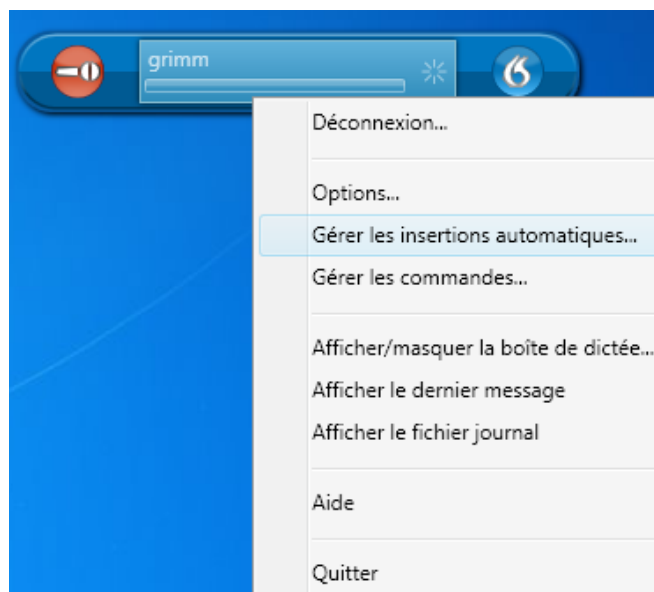 grimm
Déconnexion...
Options...
Gérer les insertions automatiques...
Gérer les commandes...
Afficher/masquer la boîte de dictée...
Afficher le dernier message
Afficher le fichier journal
Aide
Quitter